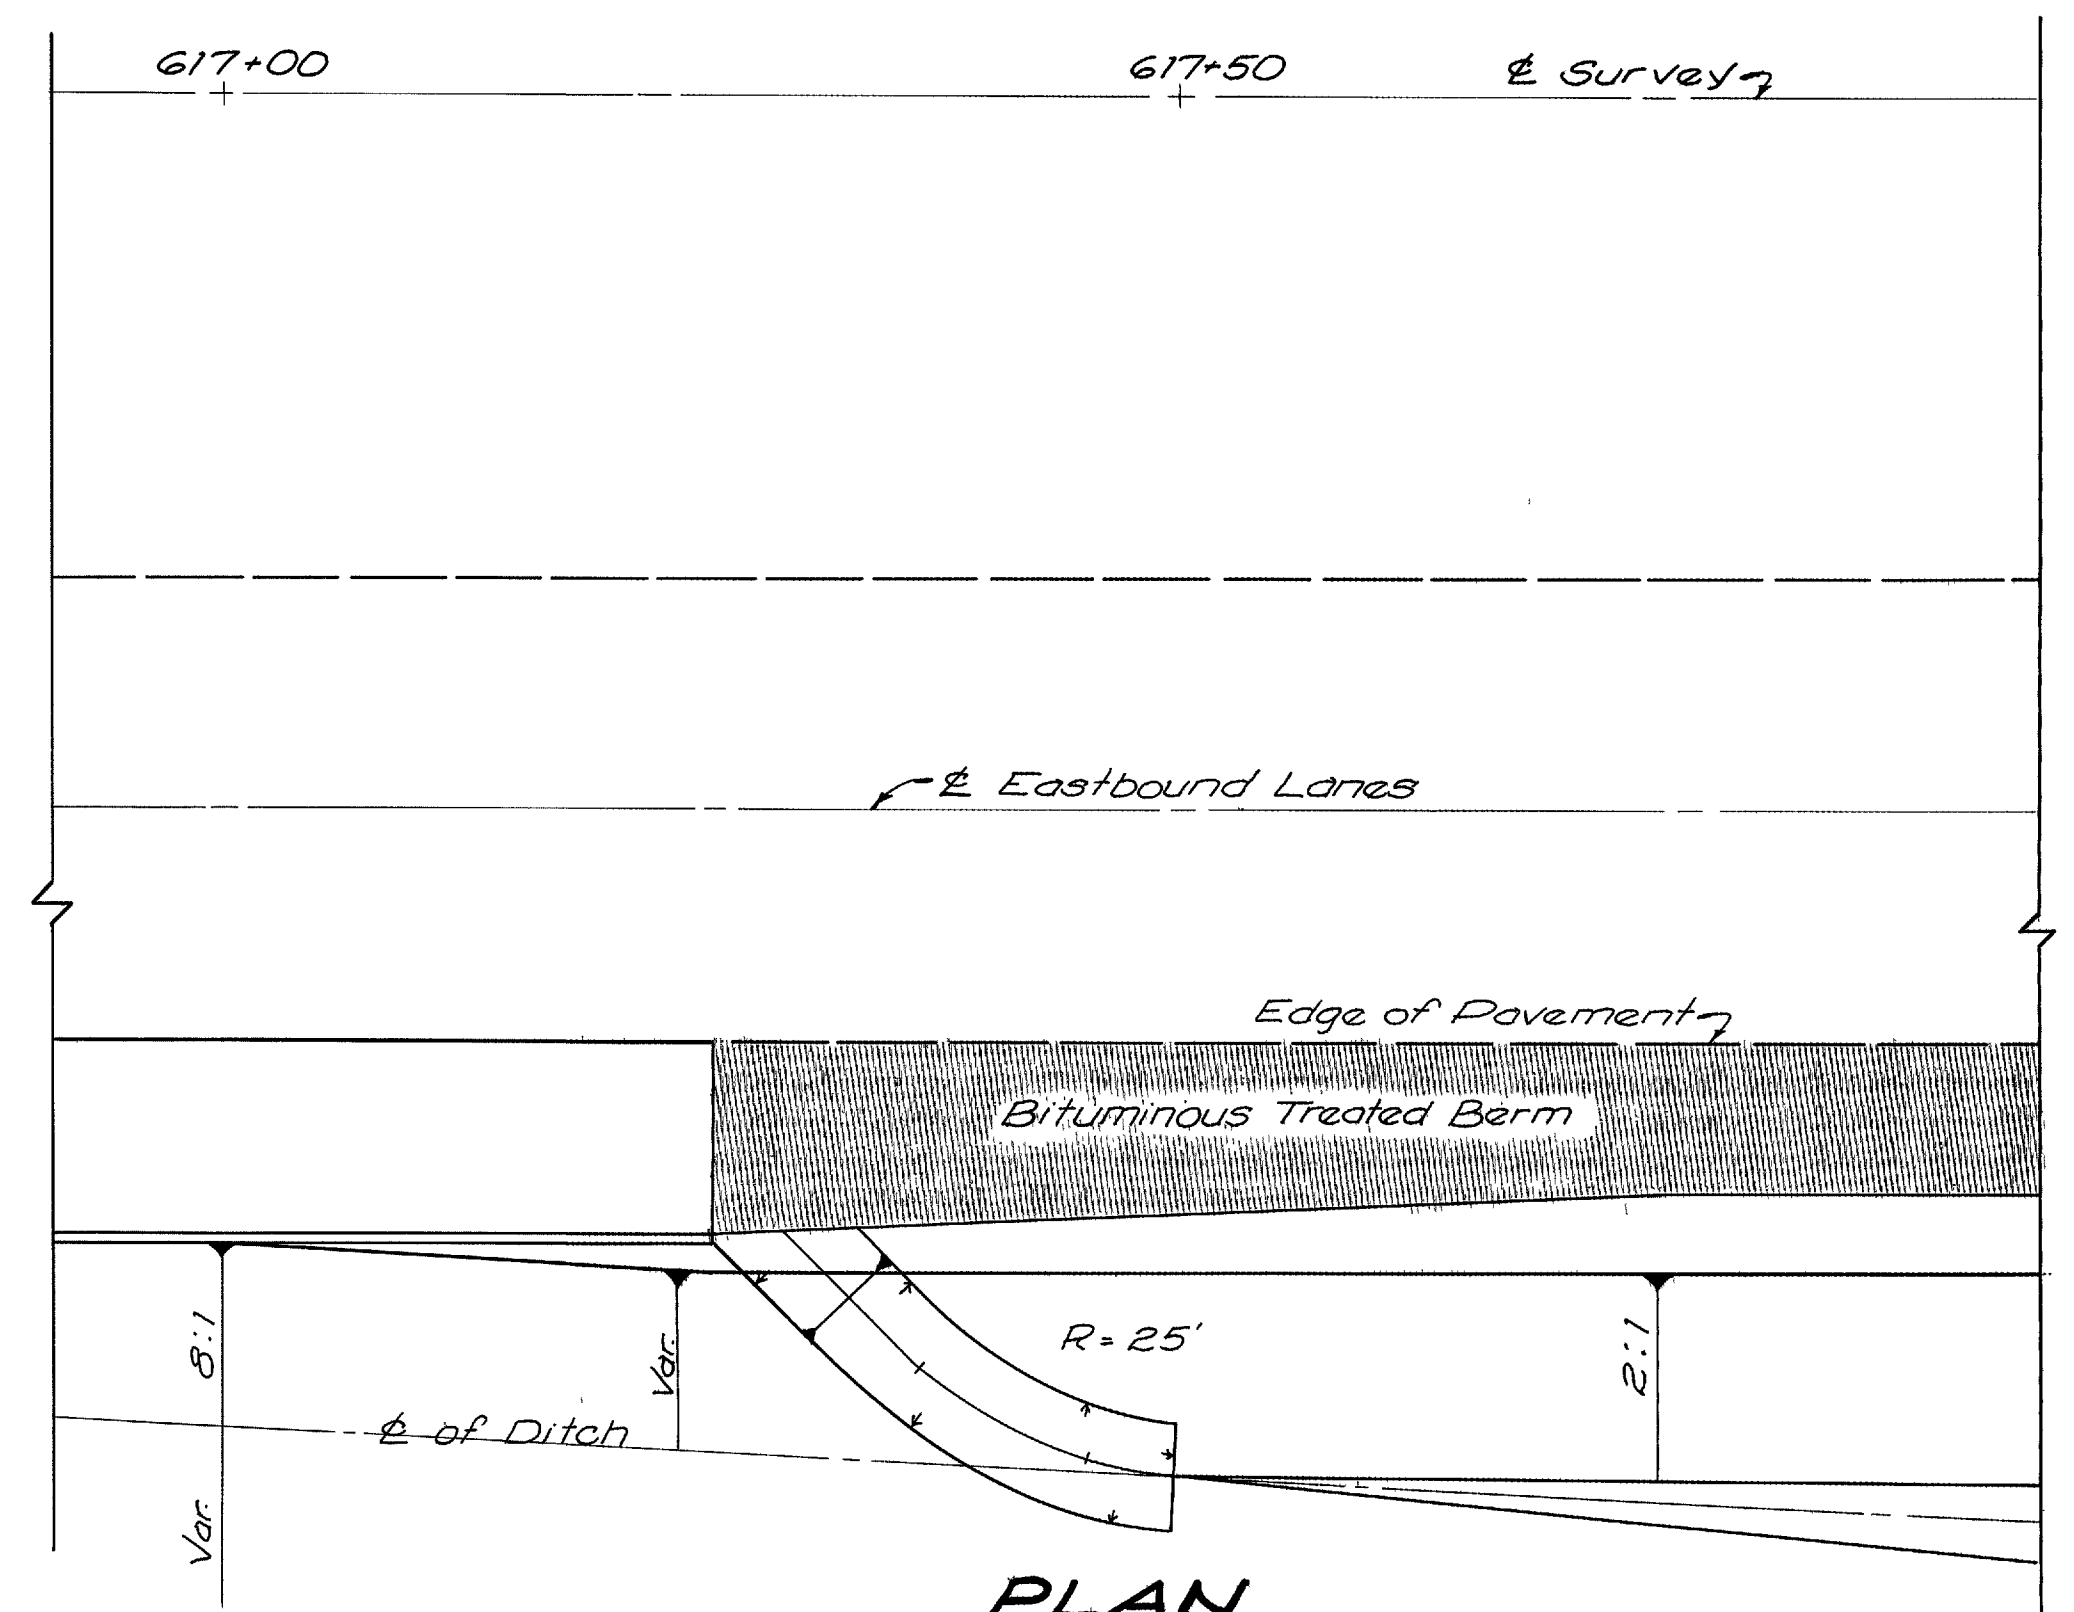 617+00
617+50
℄ Survey
℄ Eastbound Lanes
Edge of Pavement
Bituminous Treated Berm
8:1
Var.
R= 25'
2:1
℄ of Ditch
Var.
PLAN